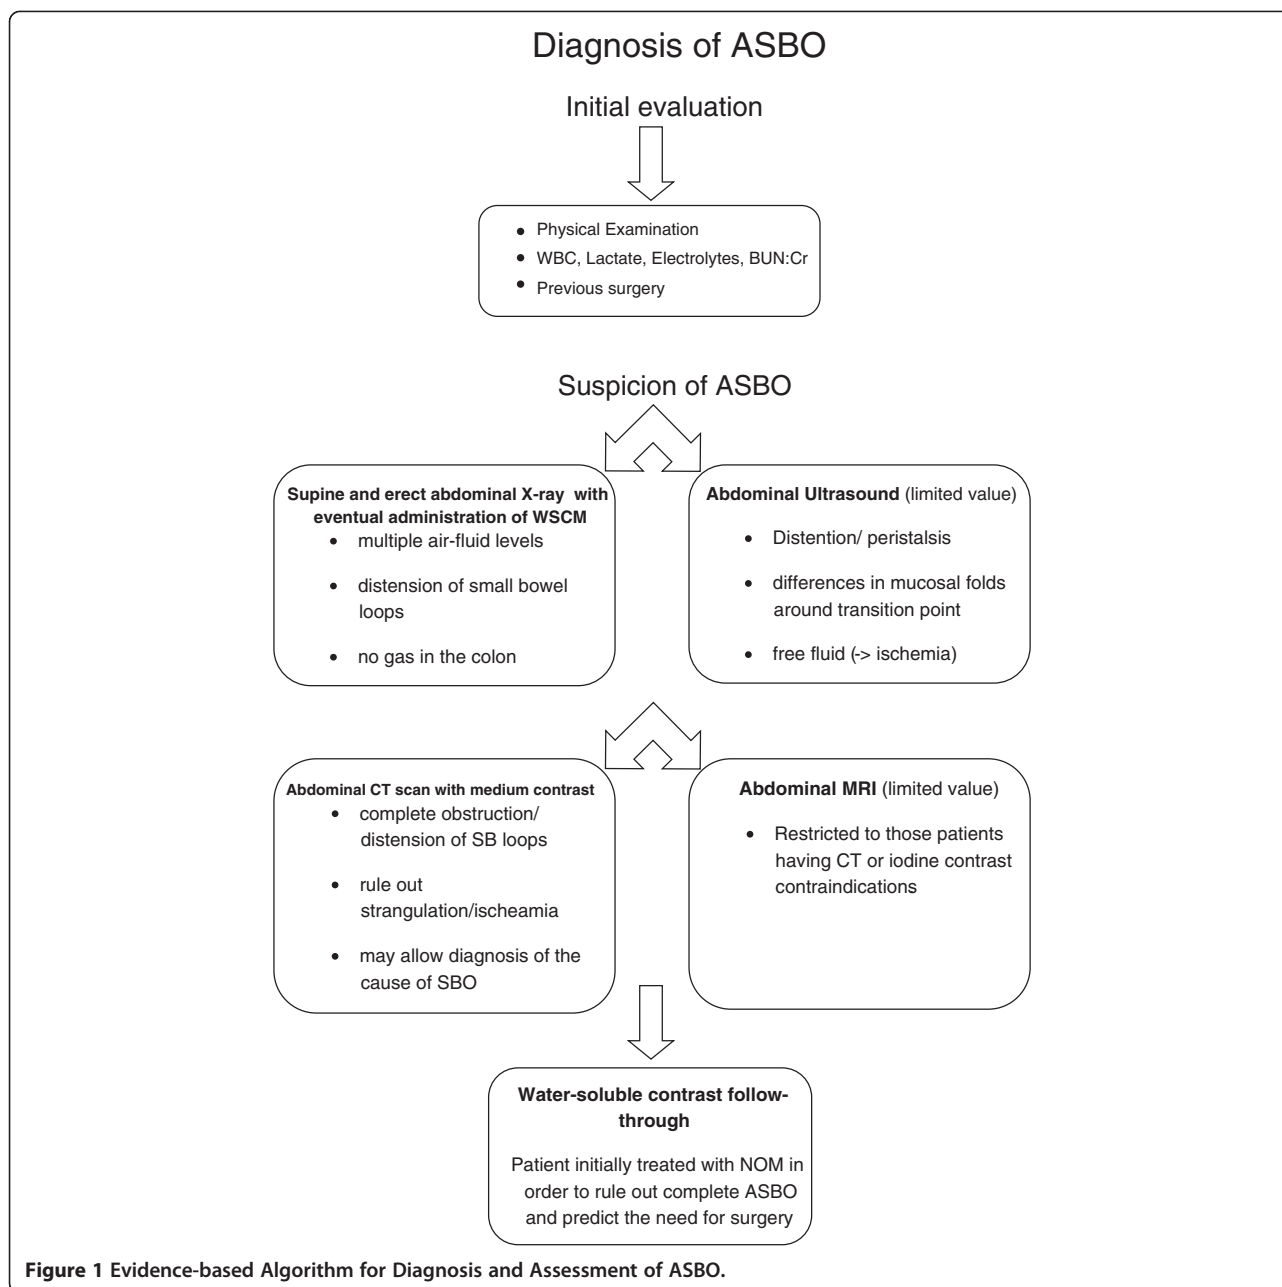 Diagnosis of ASBO
Initial evaluation
• Physical Examination
• WBC, Lactate, Electrolytes, BUN:Cr
• Previous surgery
Suspicion of ASBO
Supine and erect abdominal X-ray with
eventual administration of WSCM
• multiple air-fluid levels
• distension of small bowel
loops
• no gas in the colon
Abdominal Ultrasound (limited value)
• Distention/ peristalsis
• differences in mucosal folds
around transition point
• free fluid (-> ischemia)
Abdominal CT scan with medium contrast
• complete obstruction/
distension of SB loops
• rule out
strangulation/ischeamia
• may allow diagnosis of the
cause of SBO
Abdominal MRI (limited value)
• Restricted to those patients
having CT or iodine contrast
contraindications
Water-soluble contrast follow-
through
Patient initially treated with NOM in
order to rule out complete ASBO
and predict the need for surgery
Figure 1 Evidence-based Algorithm for Diagnosis and Assessment of ASBO.